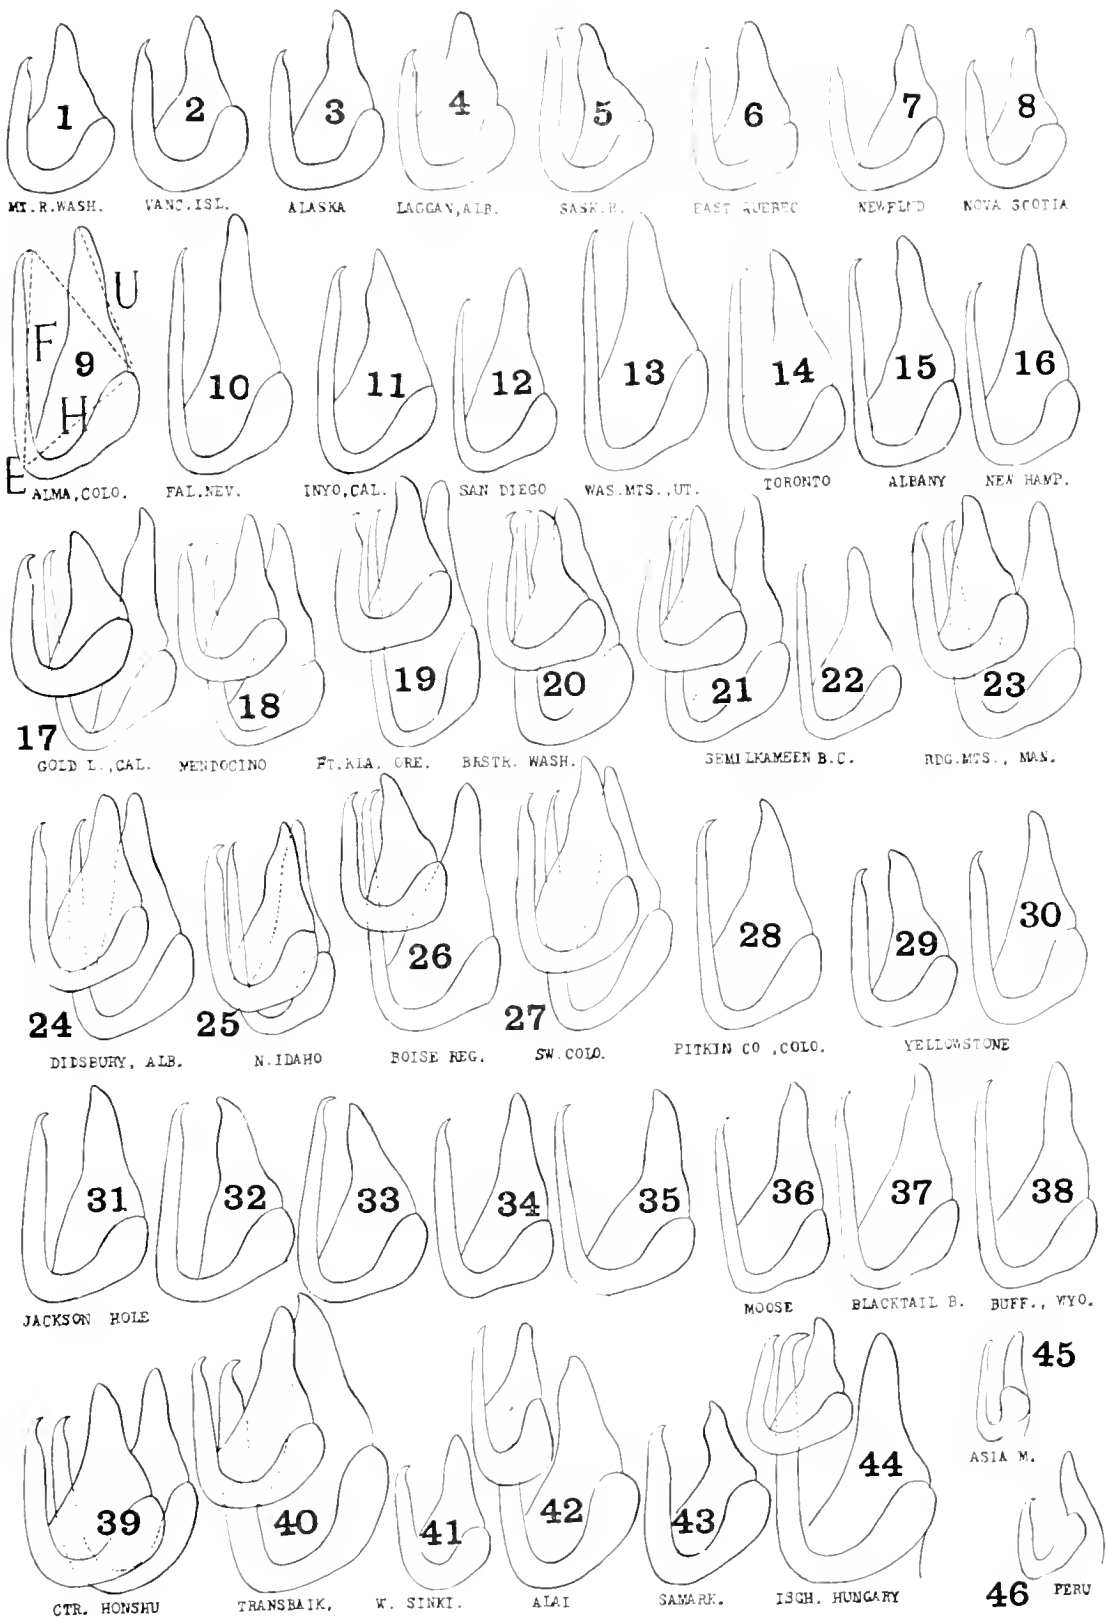 1 2 3 4 5 6 7 8
MT.R.WASH. VANC.ISL. ALASKA LAGGAN,ALB. SASK.R. EAST QUEBEC NEWFLND NOVA SCOTIA
U
F
9 10 11 12 13 14 15 16
H
E
ALMA,COLO. PAL.NEV. INYO,CAL. SAN DIEGO WAS.MTS.,UT. TORONTO ALBANY NEW HAMP.
17 18 19 20 21 22 23
GOLD L.,CAL. MENDOCINO FT.KLA. ORE. BRSTR. WASH. SEMILKAMEEN B.C. RDG.MTS., MAN.
24 25 26 27 28 29 30
DIDSBURY, ALB. N.IDAHO BOISE REG. SW.COLO. PITKIN CO ,COLO. YELLOWSTONE
31 32 33 34 35 36 37 38
JACKSON HOLE MOOSE BLACKTAIL B. BUFF., WYO.
39 40 41 42 43 44 45
ASIA M.
46 PERU
CTR. HONSHU TRANSBAIK. W. SINKI. ALAI SAMARK. ISCH. HUNGARY